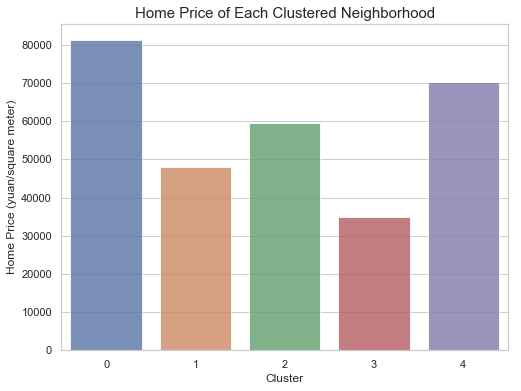 Home Price of Each Clustered Neighborhood
Home Price (yuan/square meter)
80000
70000
60000
50000
40000
30000
20000
10000
0
0 1 2 3 4
Cluster